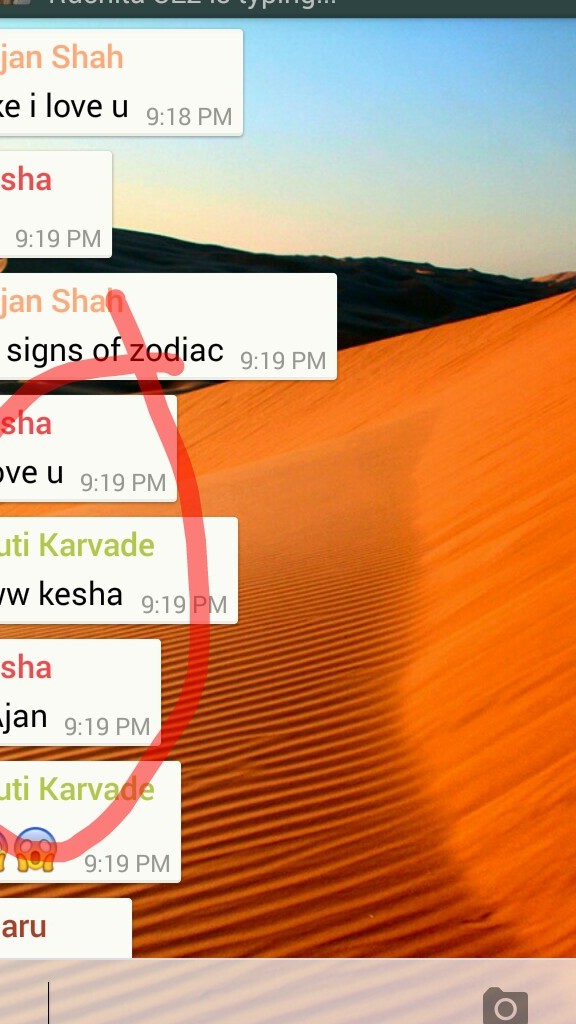 is typing...
jan Shah
ke i love u 9:18 PM
sha
9:19 PM
jan Shah
signs of zodiac 9:19 PM
sha
ove u 9:19 PM
uti Karvade
ww kesha 9:19 PM
sha
Ajan 9:19 PM
uti Karvade
9:19 PM
aru